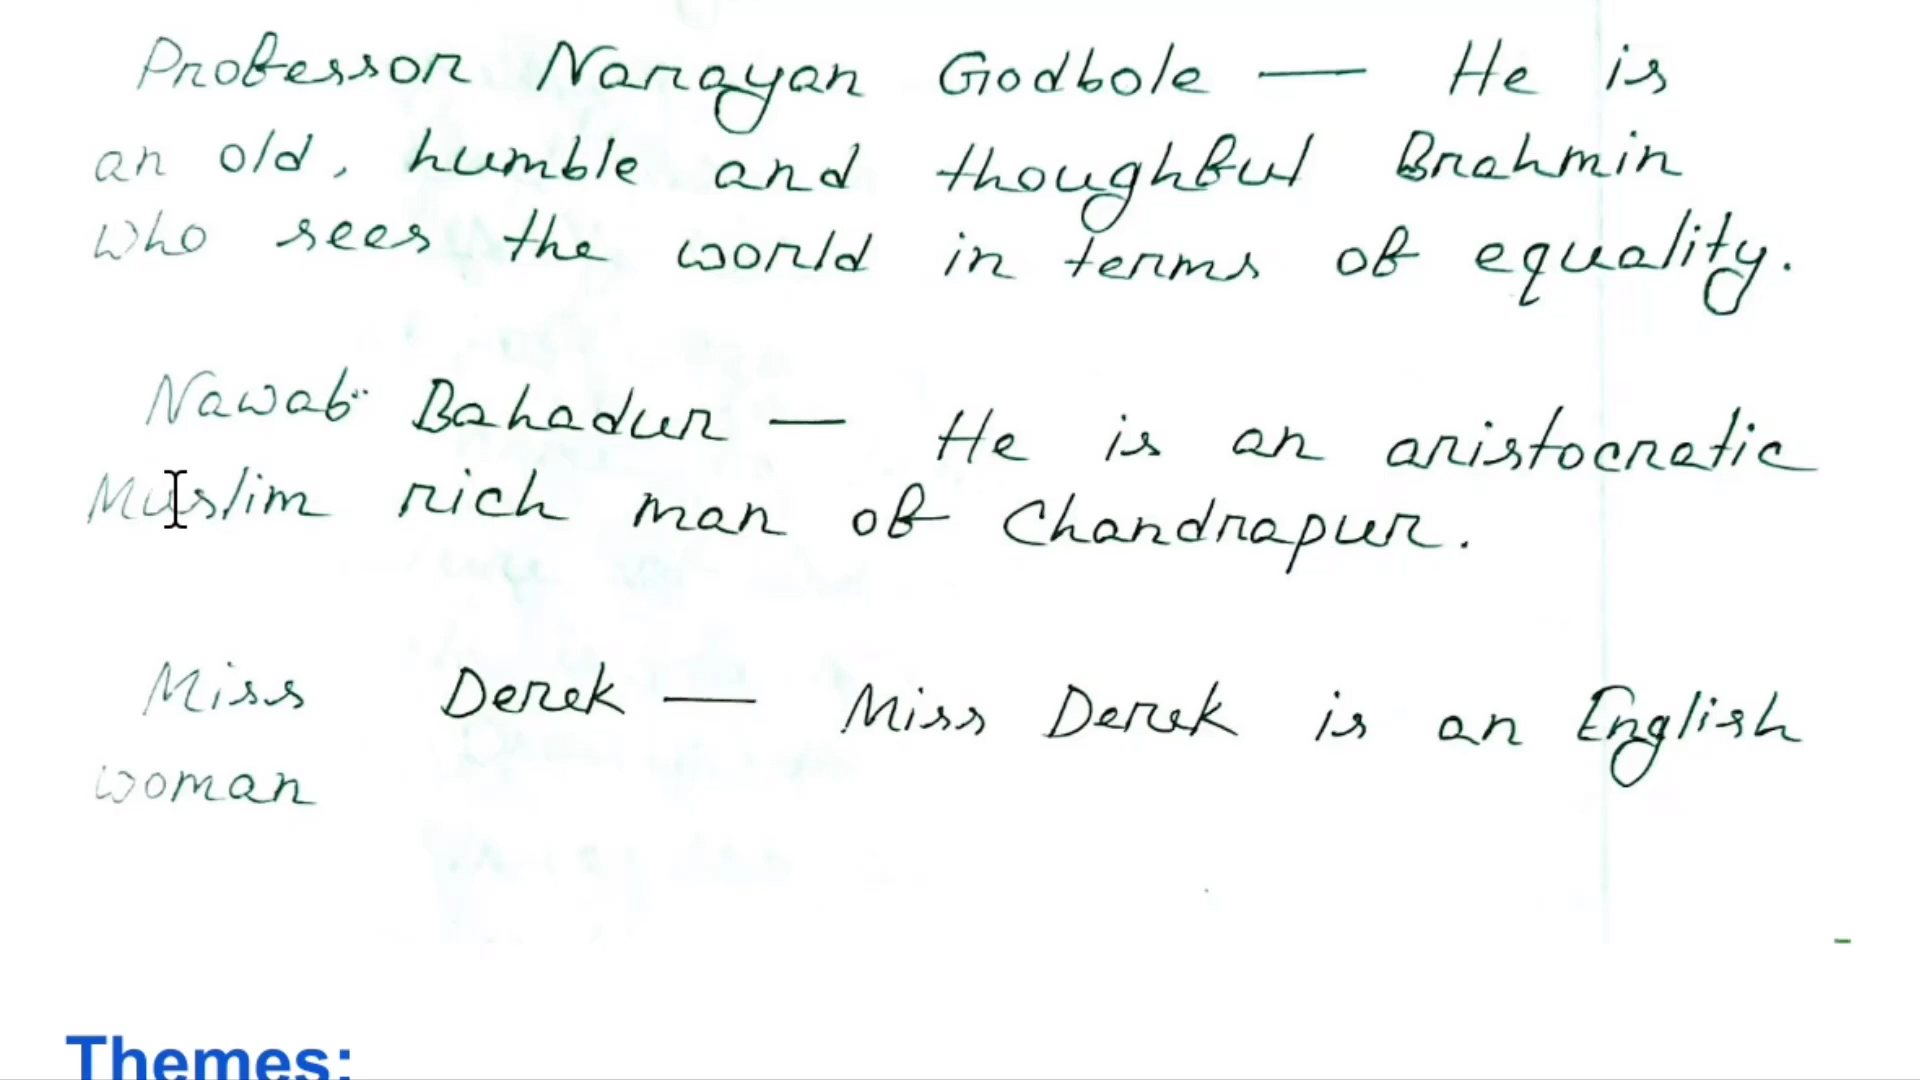 Professor Narayan Godbole — He is
an old, humble and thoughful Brahmin
who sees the world in terms of equality.
Nawab Bahadur — He is an aristocratic
Muslim rich man of Chandrapur.
Miss Derek — Miss Derek is an English
woman
Themes: